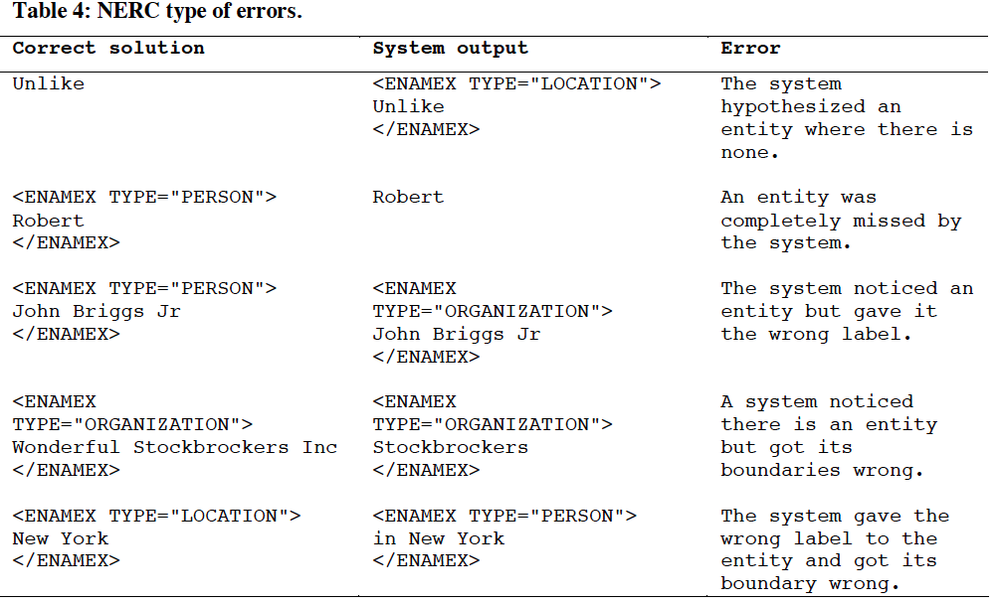 Table 4: NERC type of errors.
Correct solution System output Error
Unlike <ENAMEX TYPE="LOCATION"> The system
Unlike hypothesized an
</ENAMEX> entity where there is
none.
<ENAMEX TYPE="PERSON"> Robert An entity was
Robert completely missed by
</ENAMEX> the system.
<ENAMEX TYPE="PERSON"> <ENAMEX The system noticed an
John Briggs Jr TYPE="ORGANIZATION"> entity but gave it
</ENAMEX> John Briggs Jr the wrong label.
</ENAMEX>
<ENAMEX <ENAMEX A system noticed
TYPE="ORGANIZATION"> TYPE="ORGANIZATION"> there is an entity
Wonderful Stockbrockers Inc Stockbrockers but got its
</ENAMEX> </ENAMEX> boundaries wrong.
<ENAMEX TYPE="LOCATION"> <ENAMEX TYPE="PERSON"> The system gave the
New York in New York wrong label to the
</ENAMEX> </ENAMEX> entity and got its
boundary wrong.